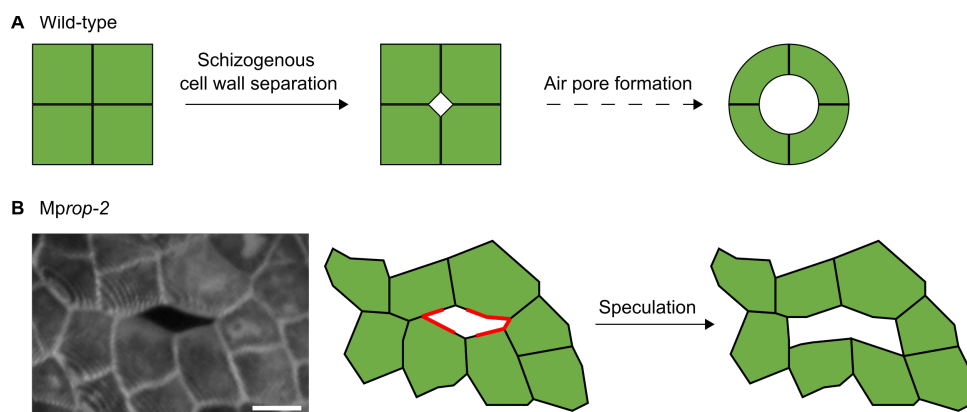 A Wild-type
Schizogenous
cell wall separation
Air pore formation
B Mprop-2
Speculation